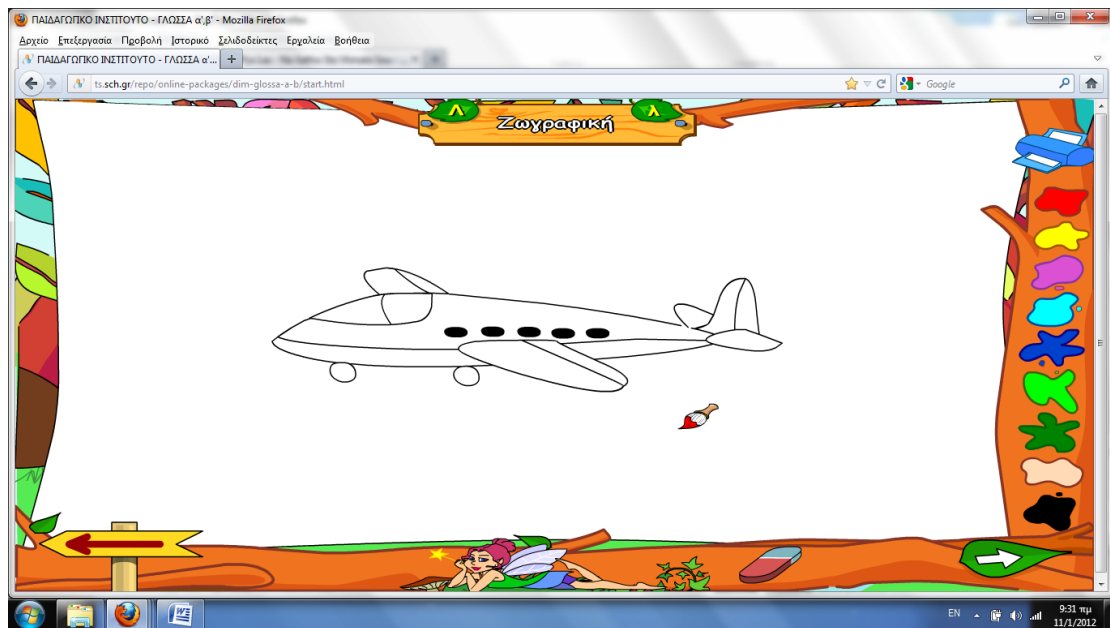 ΠΑΙΔΑΓΩΓΙΚΟ ΙΝΣΤΙΤΟΥΤΟ - ΓΛΩΣΣΑ α',β' - Mozilla Firefox
Αρχείο Επεξεργασία Προβολή Ιστορικό Σελιδοδείκτες Εργαλεία Βοήθεια
ΠΑΙΔΑΓΩΓΙΚΟ ΙΝΣΤΙΤΟΥΤΟ - ΓΛΩΣΣΑ α'... +
ts.sch.gr/repo/online-packages/dim-glossa-a-b/start.html
Google
Λ Ζωγραφική λ
EN
9:31 πμ
11/1/2012